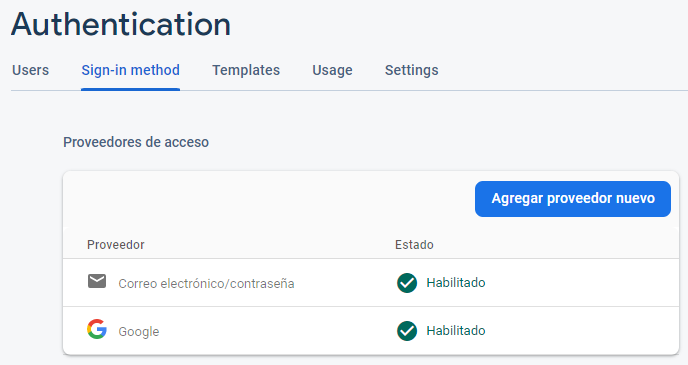 Authentication
Users Sign-in method Templates Usage Settings
Proveedores de acceso
Agregar proveedor nuevo
Proveedor Estado
Correo electrónico/contraseña Habilitado
Google Habilitado